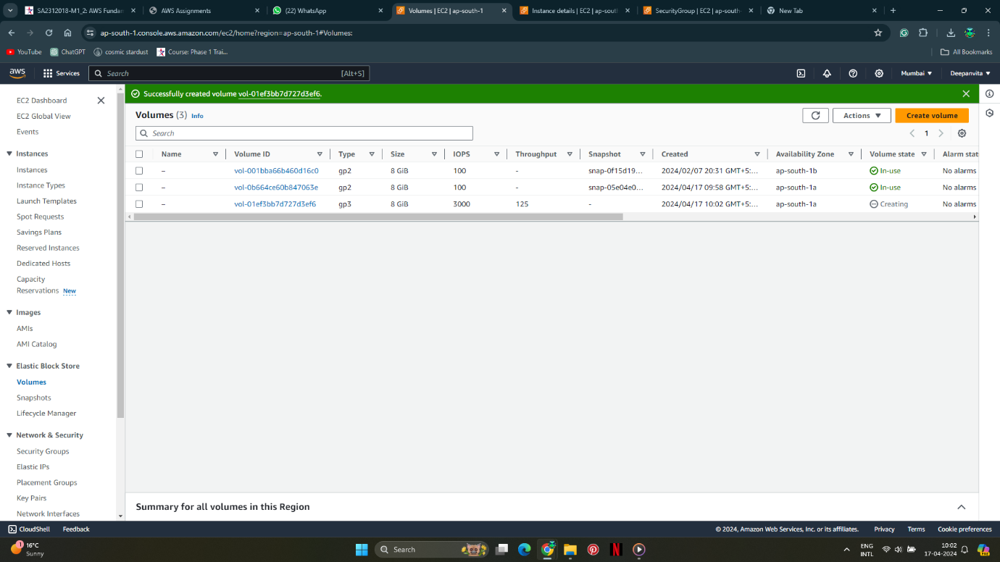 SA2312018-M1_2: AWS Fundan
AWS Assignments
(22) WhatsApp
Volumes | EC2 | ap-south-1
Instance details | EC2 | ap-sout
SecurityGroup | EC2 | ap-south-
New Tab
ap-south-1.console.aws.amazon.com/ec2/home?region=ap-south-1#Volumes:
YouTube
ChatGPT
cosmic stardust
Course: Phase 1 Trai...
All Bookmarks
aws
Services
Search
[Alt+S]
Mumbai
Deepanvita
EC2 Dashboard
EC2 Global View
Events
Instances
Instances
Instance Types
Launch Templates
Spot Requests
Savings Plans
Reserved Instances
Dedicated Hosts
Capacity
Reservations New
Images
AMIs
AMI Catalog
Elastic Block Store
Volumes
Snapshots
Lifecycle Manager
Network & Security
Security Groups
Elastic IPs
Placement Groups
Key Pairs
Network Interfaces
Successfully created volume vol-01ef3bb7d727d3ef6.
Volumes (3) Info
Actions
Create volume
Search
1
Name Volume ID Type Size IOPS Throughput Snapshot Created Availability Zone Volume state Alarm stat
– vol-001bba66b460d16c0 gp2 8 GiB 100 - snap-0f15d19... 2024/02/07 20:31 GMT+5:... ap-south-1b In-use No alarms
– vol-0b664ce60b847063e gp2 8 GiB 100 - snap-05e04e0... 2024/04/17 09:58 GMT+5:... ap-south-1a In-use No alarms
– vol-01ef3bb7d727d3ef6 gp3 8 GiB 3000 125 - 2024/04/17 10:02 GMT+5:... ap-south-1a Creating No alarms
Summary for all volumes in this Region
CloudShell
Feedback
© 2024, Amazon Web Services, Inc. or its affiliates.
Privacy
Terms
Cookie preferences
1
16°C
Sunny
Search
ENG
INTL
10:02
17-04-2024